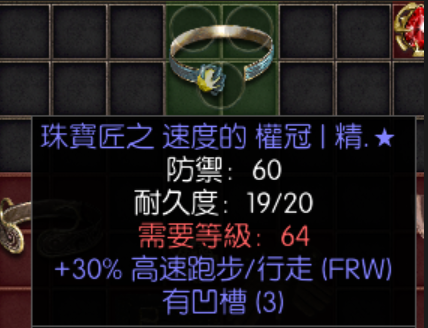 珠寶匠之 速度的 權冠 | 精.★
防禦: 60
耐久度: 19/20
需要等級: 64
+30% 高速跑步/行走 (FRW)
有凹槽 (3)